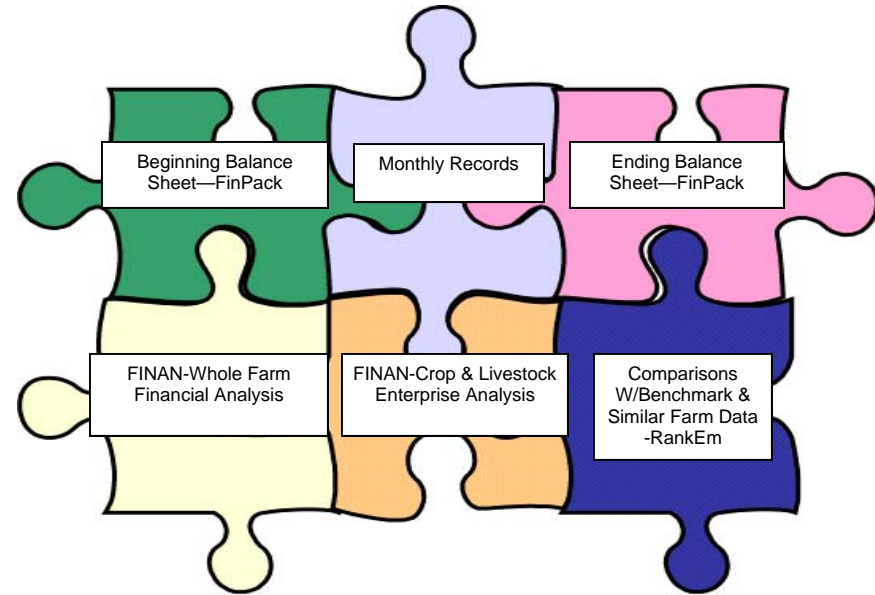 Beginning Balance
Sheet—FinPack
Monthly Records
Ending Balance
Sheet—FinPack
FINAN-Whole Farm
Financial Analysis
FINAN-Crop & Livestock
Enterprise Analysis
Comparisons
W/Benchmark &
Similar Farm Data
-RankEm